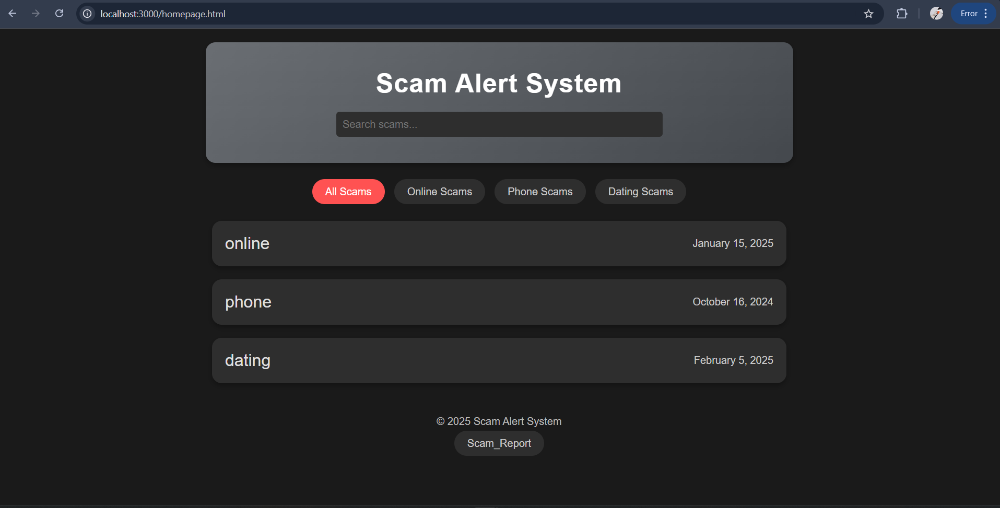 localhost:3000/homepage.html
Error
Scam Alert System
Search scams...
All Scams
Online Scams
Phone Scams
Dating Scams
online
January 15, 2025
phone
October 16, 2024
dating
February 5, 2025
© 2025 Scam Alert System
Scam_Report